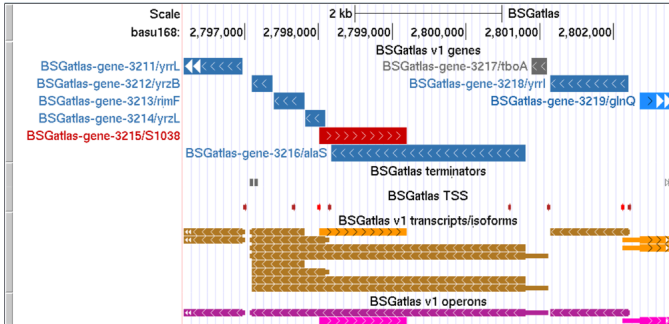 Scale 2 kb BSGatlas
basu168: 2,797,000 2,798,000 2,799,000 2,800,000 2,801,000 2,802,000
BSGatlas v1 genes
BSGatlas-gene-3211/yrrL BSGatlas-gene-3217/tboA
BSGatlas-gene-3212/yrzB BSGatlas-gene-3218/yrrI
BSGatlas-gene-3213/rimF BSGatlas-gene-3219/glnQ
BSGatlas-gene-3214/yrzL
BSGatlas-gene-3215/S1038
BSGatlas-gene-3216/alaS
BSGatlas terminators
BSGatlas TSS
BSGatlas v1 transcripts/isoforms
BSGatlas v1 operons